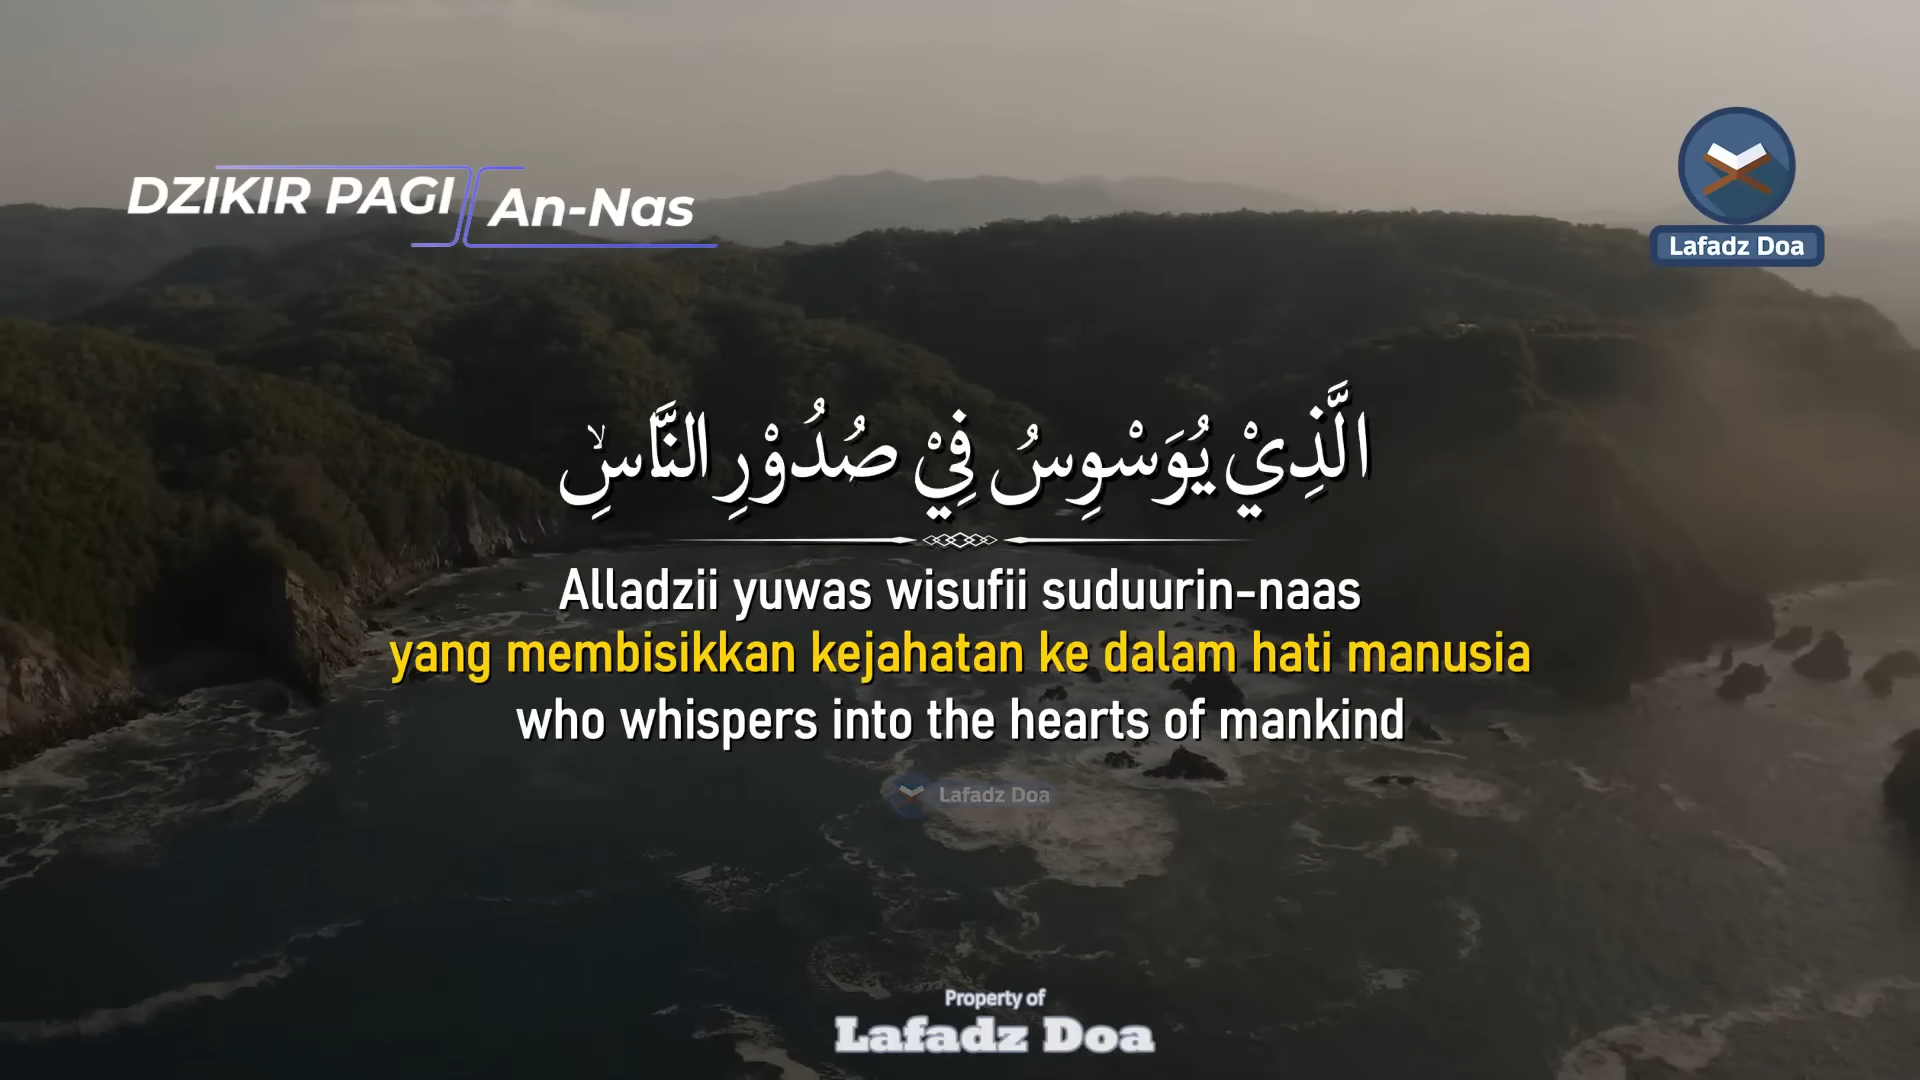 DZIKIR PAGI An-Nas
Lafadz Doa
الَّذِيْ يُوَسْوِسُ فِيْ صُدُوْرِ النَّاسِۙ
Alladzii yuwas wisufii suduurin-naas
yang membisikkan kejahatan ke dalam hati manusia
who whispers into the hearts of mankind
Lafadz Doa
Property of
Lafadz Doa